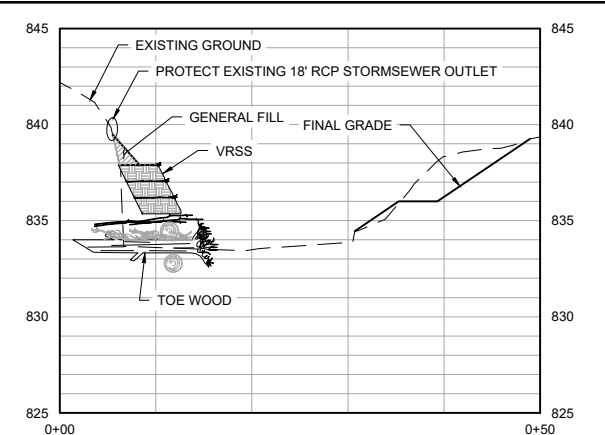 845
845
EXISTING GROUND
PROTECT EXISTING 18' RCP STORMSEWER OUTLET
840
840
GENERAL FILL
FINAL GRADE
VRSS
835
835
830
830
TOE WOOD
825
825
0+00
0+50